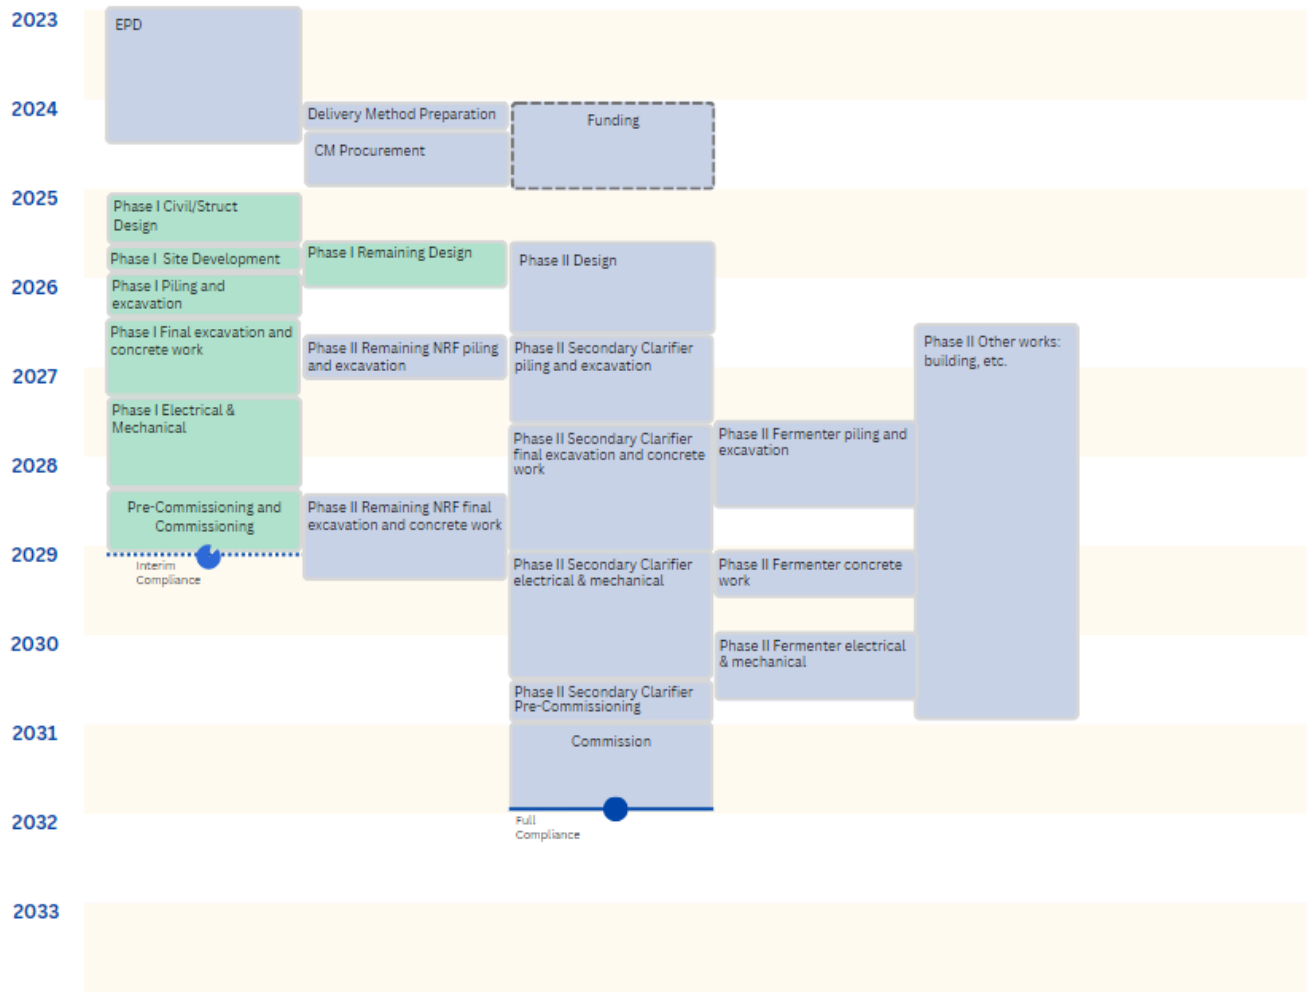 2023
EPD
2024
Delivery Method Preparation
Funding
CM Procurement
2025
Phase I Civil/Struct
Design
Phase I Site Development
Phase I Remaining Design
Phase II Design
2026
Phase I Piling and
excavation
Phase I Final excavation and
concrete work
Phase II Remaining NRF piling
and excavation
Phase II Secondary Clarifier
piling and excavation
Phase II Other works:
building, etc.
2027
Phase I Electrical &
Mechanical
Phase II Secondary Clarifier
final excavation and concrete
work
Phase II Fermenter piling and
excavation
2028
Pre-Commissioning and
Commissioning
Phase II Remaining NRF final
excavation and concrete work
2029
Interim
Compliance
Phase II Secondary Clarifier
electrical & mechanical
Phase II Fermenter concrete
work
2030
Phase II Fermenter electrical
& mechanical
Phase II Secondary Clarifier
Pre-Commissioning
2031
Commission
2032
Full
Compliance
2033